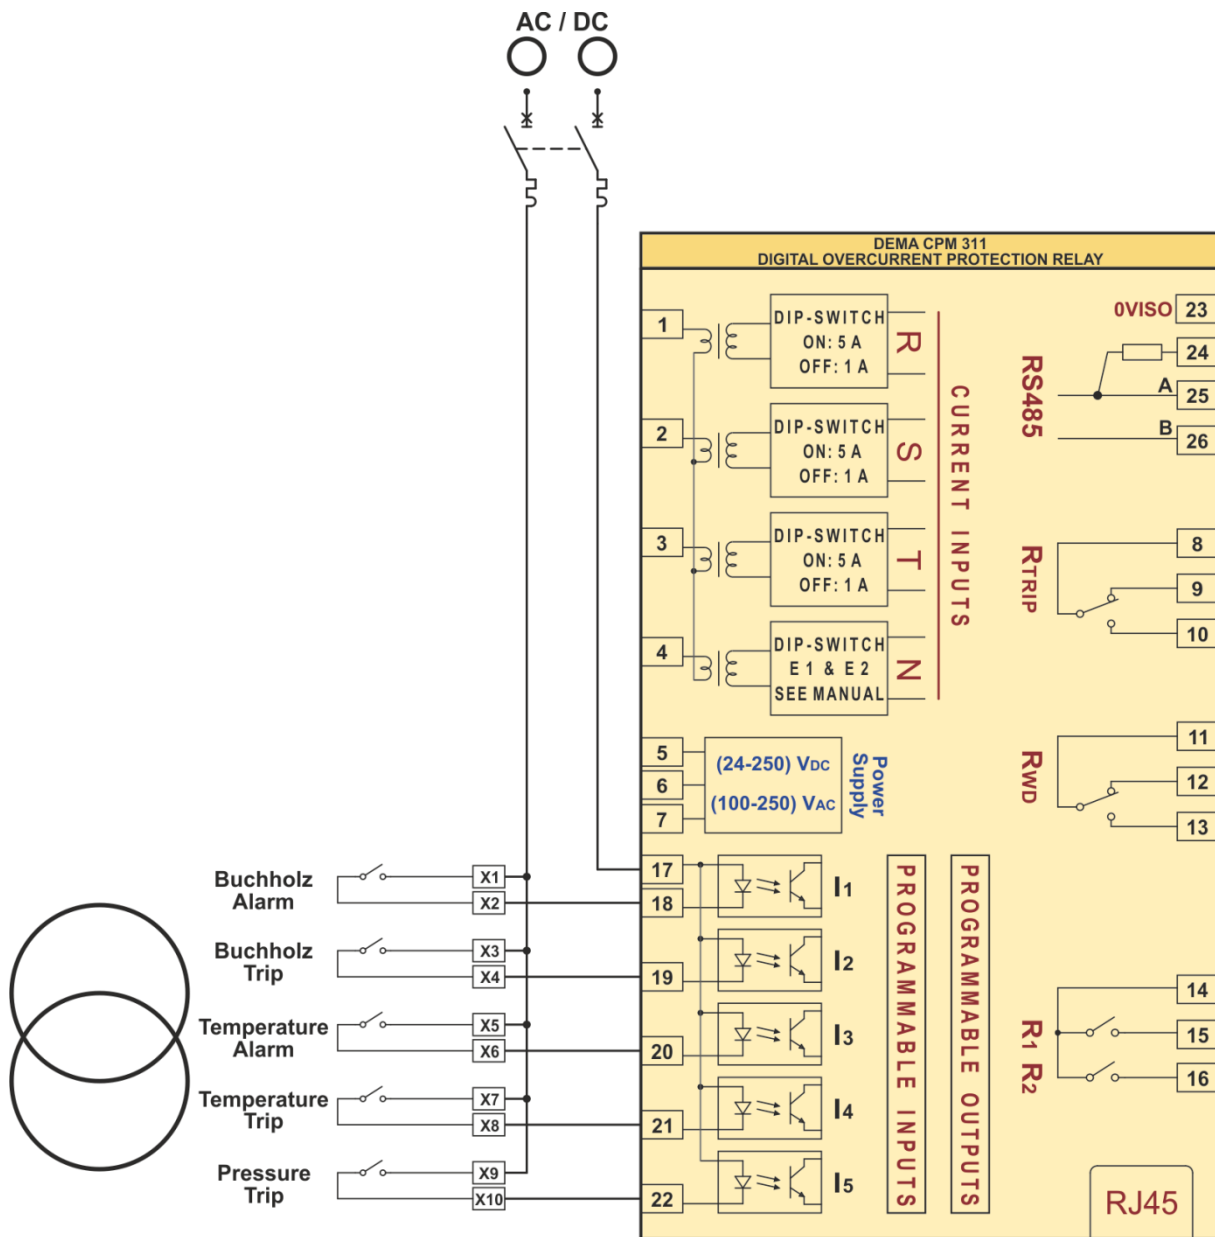 AC / DC
DEMA CPM 311
DIGITAL OVERCURRENT PROTECTION RELAY
1
DIP-SWITCH
ON: 5 A
OFF: 1 A
R
2
DIP-SWITCH
ON: 5 A
OFF: 1 A
S
3
DIP-SWITCH
ON: 5 A
OFF: 1 A
T
4
DIP-SWITCH
E 1 & E 2
SEE MANUAL
N
CURRENT INPUTS
0VISO 23
24
A 25
B 26
RS485
8
9
10
RTRIP
11
12
13
RWD
5
6
7
(24-250) VDC
(100-250) VAC
Power
Supply
Buchholz
Alarm
X1
X2
17
18
I1
Buchholz
Trip
X3
X4
19
I2
Temperature
Alarm
X5
X6
20
I3
Temperature
Trip
X7
X8
21
I4
Pressure
Trip
X9
X10
22
I5
PROGRAMMABLE INPUTS
PROGRAMMABLE OUTPUTS
14
15
16
R1 R2
RJ45